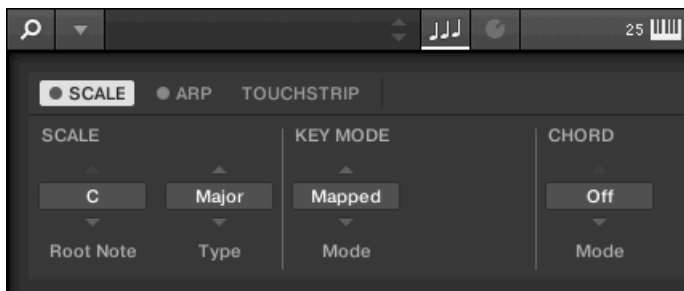 25
SCALE ARP TOUCHSTRIP
SCALE KEY MODE CHORD
C Major Mapped Off
Root Note Type Mode Mode